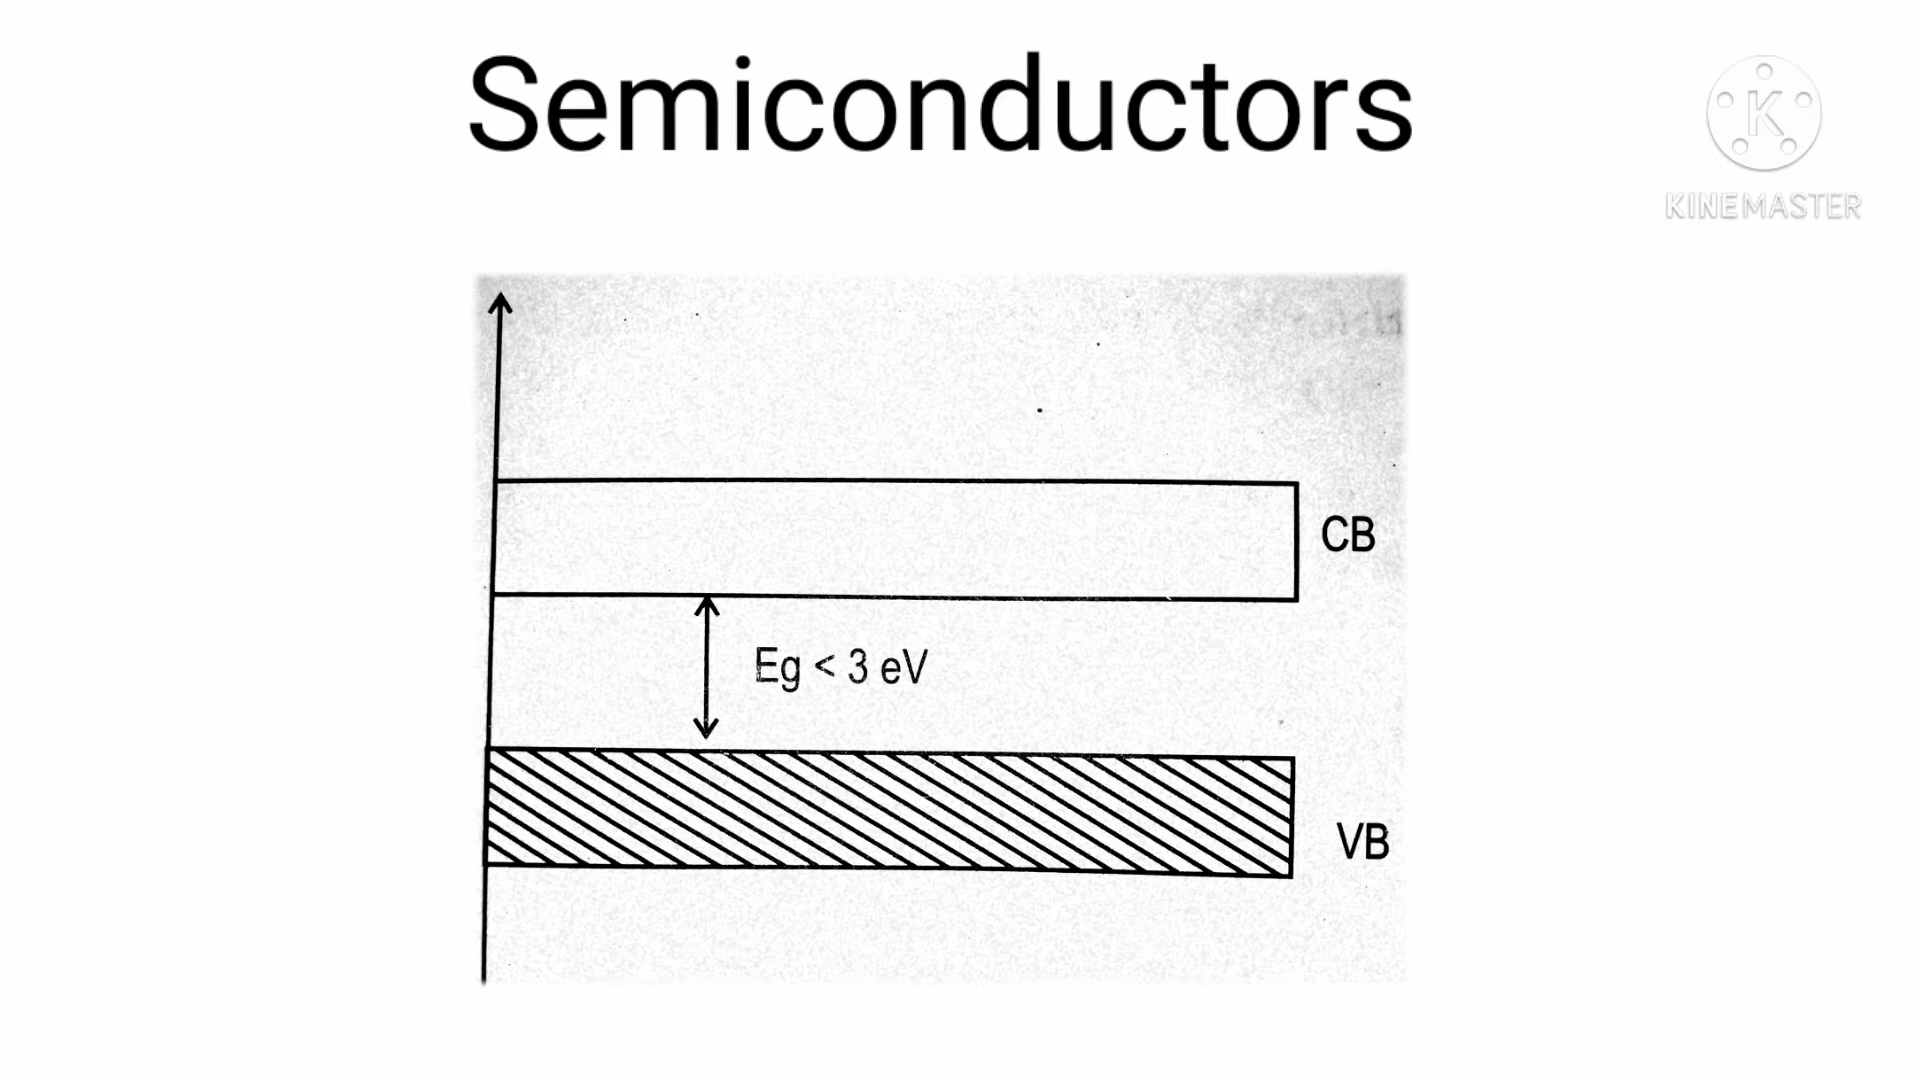 Semiconductors
K
KINEMASTER
CB
Eg < 3 eV
VB